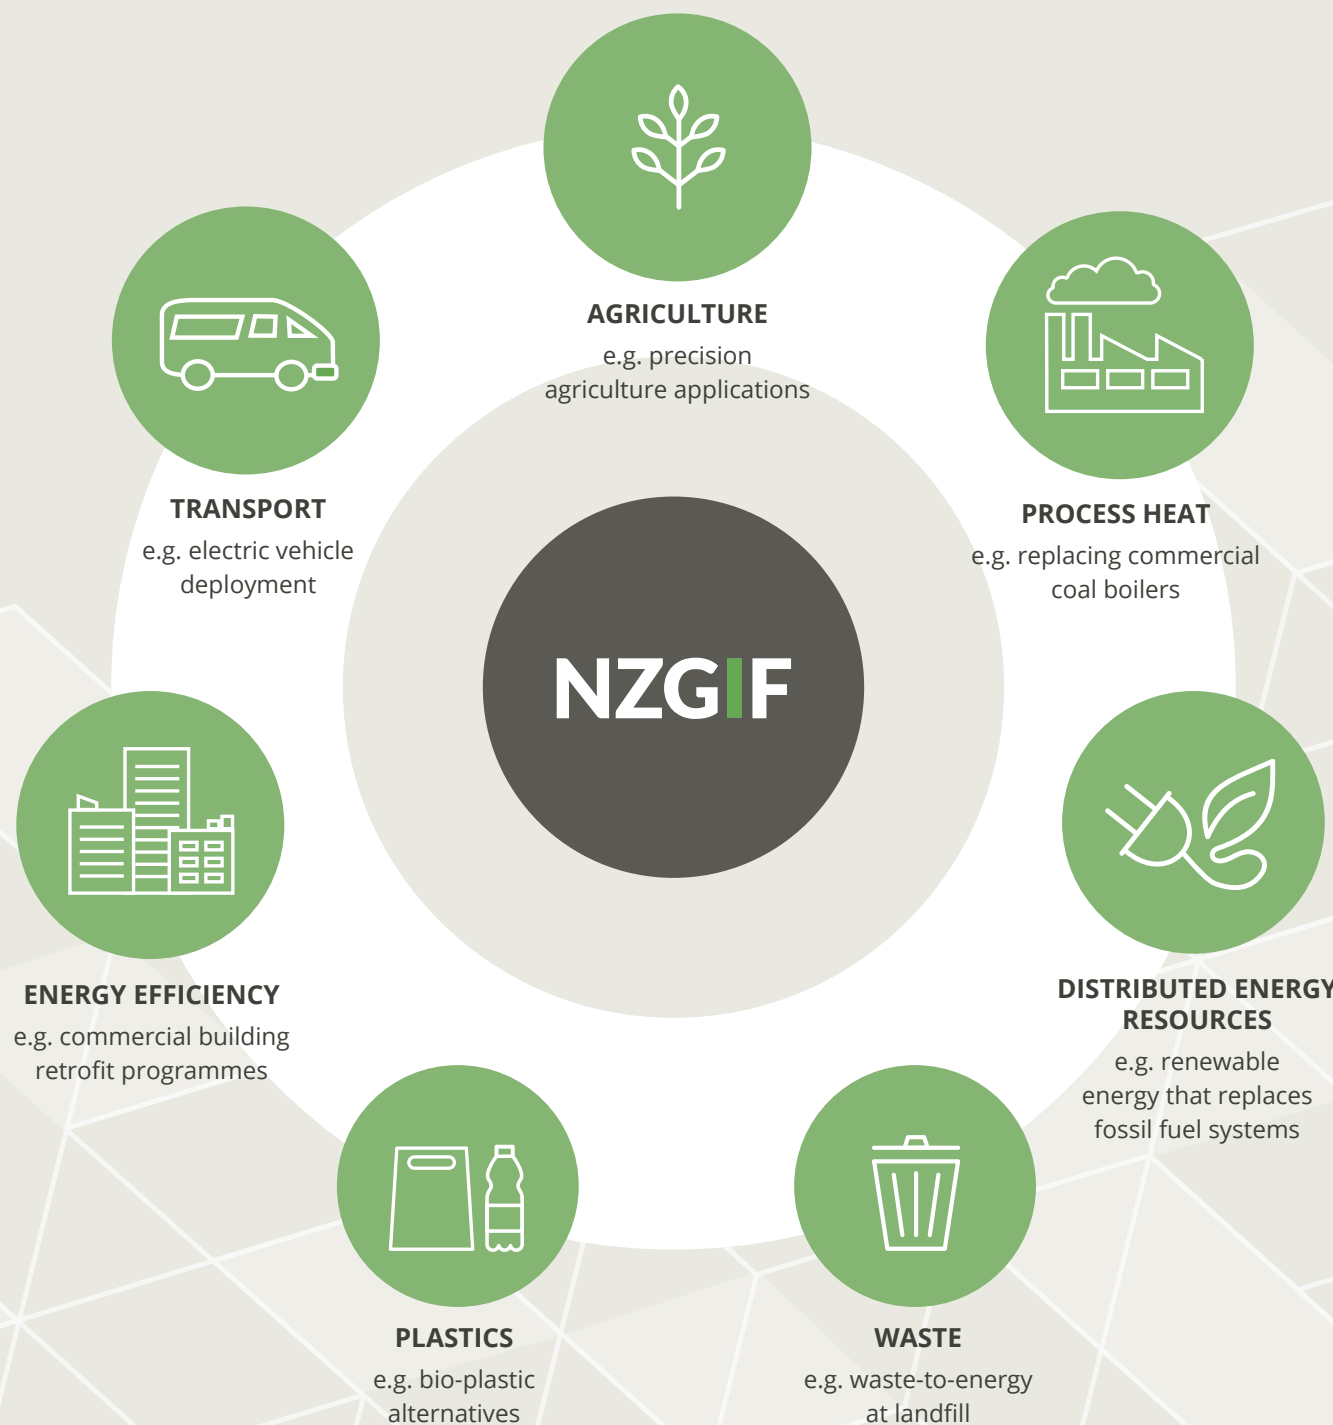 AGRICULTURE
e.g. precision
agriculture applications
TRANSPORT
e.g. electric vehicle
deployment
PROCESS HEAT
e.g. replacing commercial
coal boilers
NZGIF
ENERGY EFFICIENCY
e.g. commercial building
retrofit programmes
DISTRIBUTED ENERGY
RESOURCES
e.g. renewable
energy that replaces
fossil fuel systems
PLASTICS
e.g. bio-plastic
alternatives
WASTE
e.g. waste-to-energy
at landfill